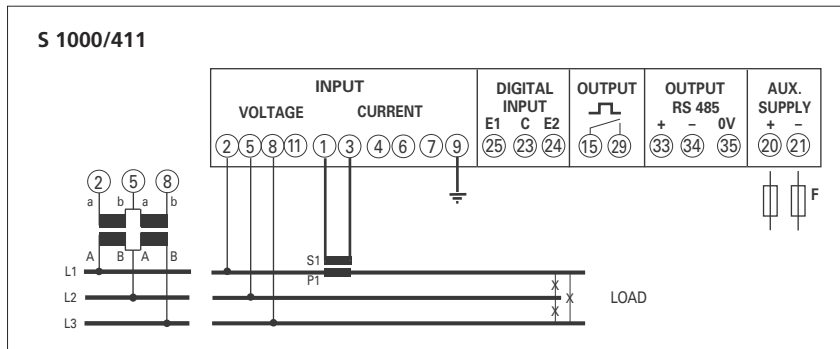 S 1000/411
INPUT
VOLTAGE CURRENT
DIGITAL INPUT
E1 C E2
OUTPUT
OUTPUT RS 485
+ – 0V
AUX. SUPPLY
+ –
2 5 8 11 1 3 4 6 7 9 25 23 24 15 29 33 34 35 20 21
2 5 8
a b a b
F
A B A B
S1
P1
L1
L2
L3
X
X
X
LOAD